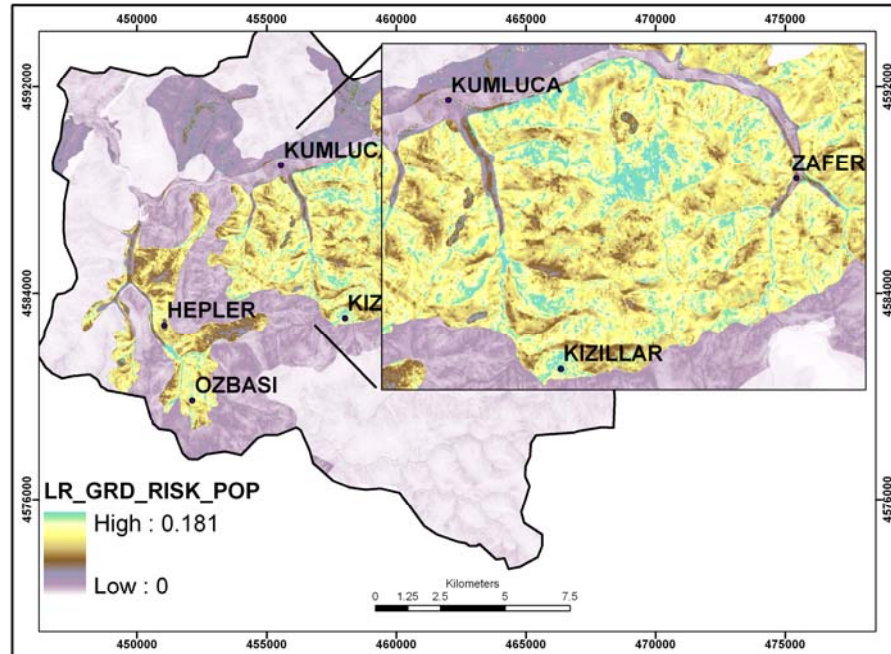 450000 455000 460000 465000 470000 475000
4592000
4592000
KUMLUCA
KUMLUCA
ZAFER
4584000
4584000
HEPLER
KIZ
KIZILLAR
OZBASI
4576000
4576000
LR_GRD_RISK_POP
High : 0.181
Low : 0
Kilometers
0 1.25 2.5 5 7.5
450000 455000 460000 465000 470000 475000